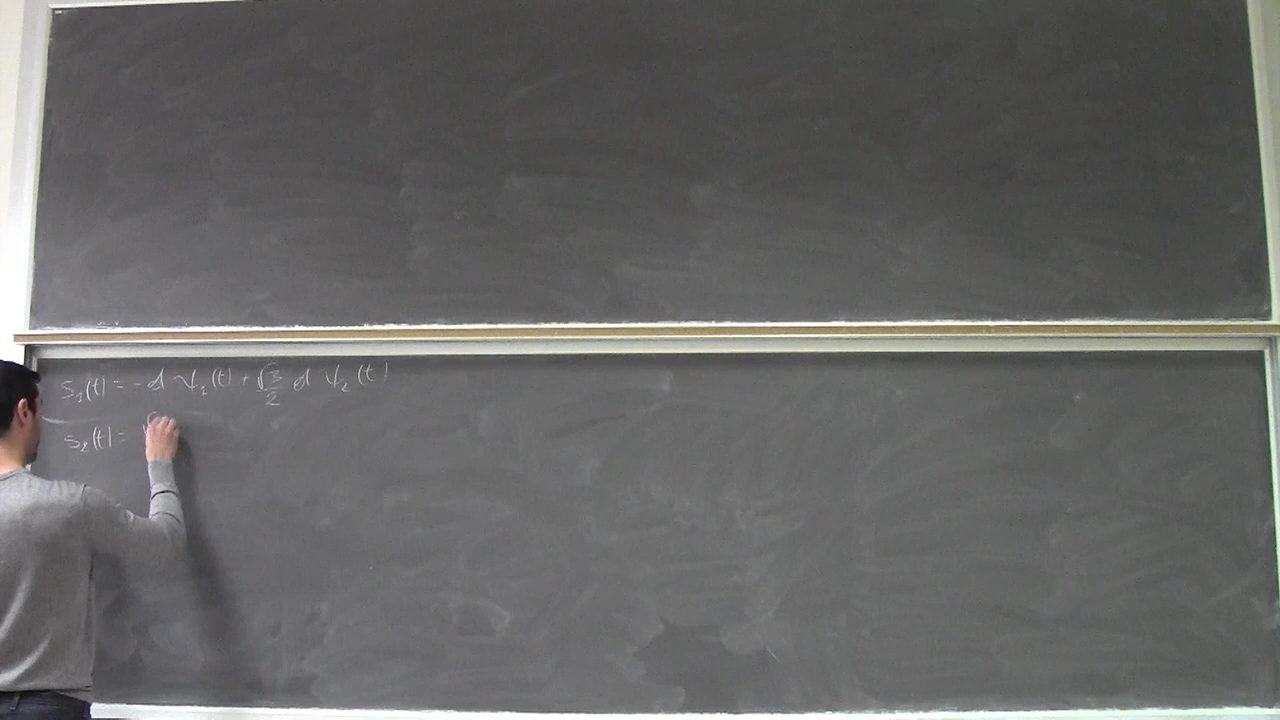 s₁(t) = -d ψ₁(t) + √3/2 d ψ₂(t)
s₂(t) = √